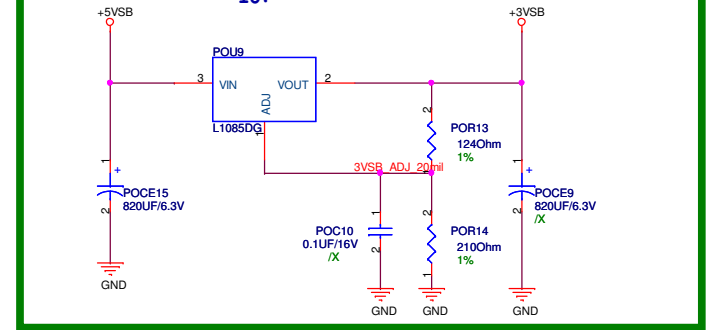 +5VSB
+3VSB
POU9
3
VIN
VOUT
2
ADJ
L1085DG
1
2
POR13
124Ohm
1%
1
3VSB_ADJ_20mil
1
+
POCE15
820UF/6.3V
2
1
+
POCE9
820UF/6.3V
/X
2
1
POC10
0.1UF/16V
/X
2
2
POR14
210Ohm
1%
1
GND
GND
GND
GND